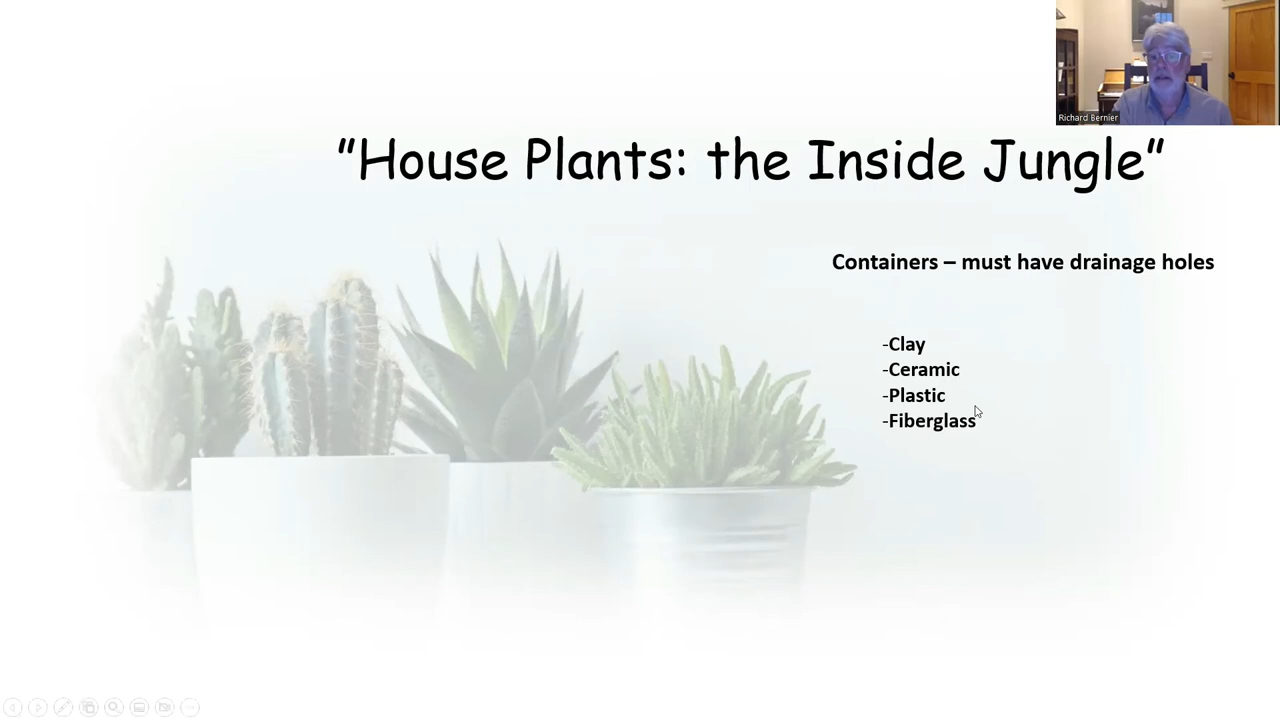 Richard Bernier
"House Plants: the Inside Jungle"
Containers – must have drainage holes
-Clay
-Ceramic
-Plastic
-Fiberglass